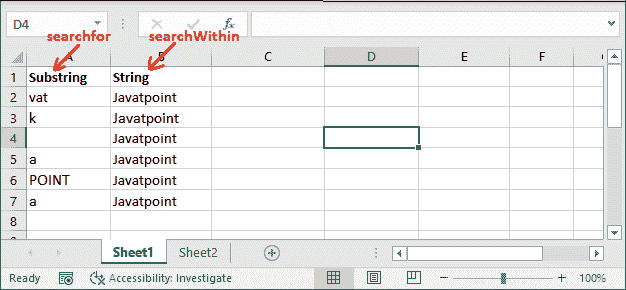 D4
fx
searchfor searchWithin
A B C D E F
1 Substring String
2 vat Javatpoint
3 k Javatpoint
4 Javatpoint
5 a Javatpoint
6 POINT Javatpoint
7 a Javatpoint
8
Sheet1 Sheet2
Ready Accessibility: Investigate 100%